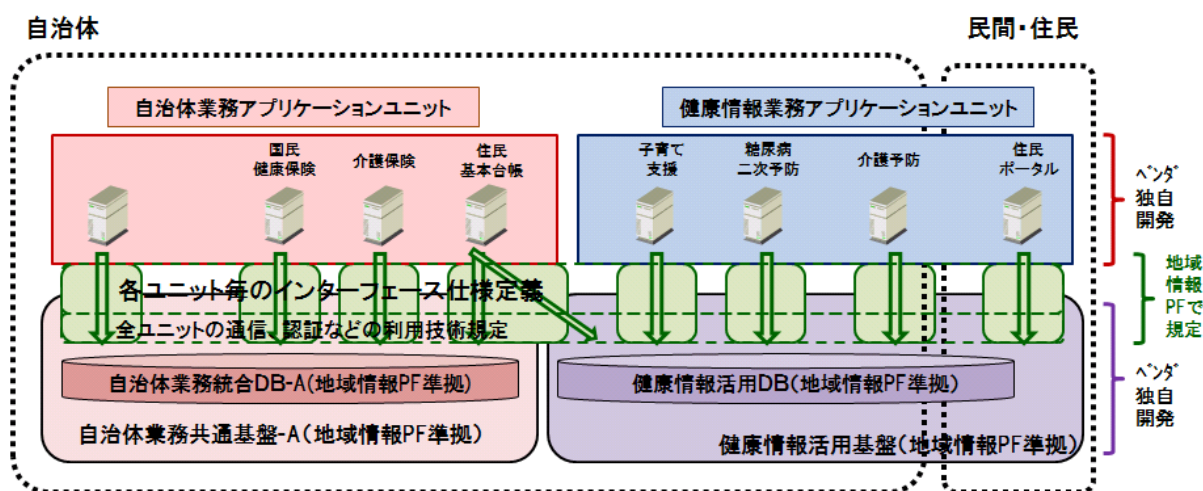 自治体
民間・住民
自治体業務アプリケーションユニット
健康情報業務アプリケーションユニット
国民
健康保険
介護保険
住民
基本台帳
子育て
支援
糖尿病
二次予防
介護予防
住民
ポータル
ﾍﾞﾝﾀﾞ
独自
開発
各ユニット毎のインターフェース仕様定義
全ユニットの通信、認証などの利用技術規定
地域
情報
PFで
規定
自治体業務統合DB-A(地域情報PF準拠)
健康情報活用DB(地域情報PF準拠)
ﾍﾞﾝﾀﾞ
独自
開発
自治体業務共通基盤-A(地域情報PF準拠)
健康情報活用基盤(地域情報PF準拠)